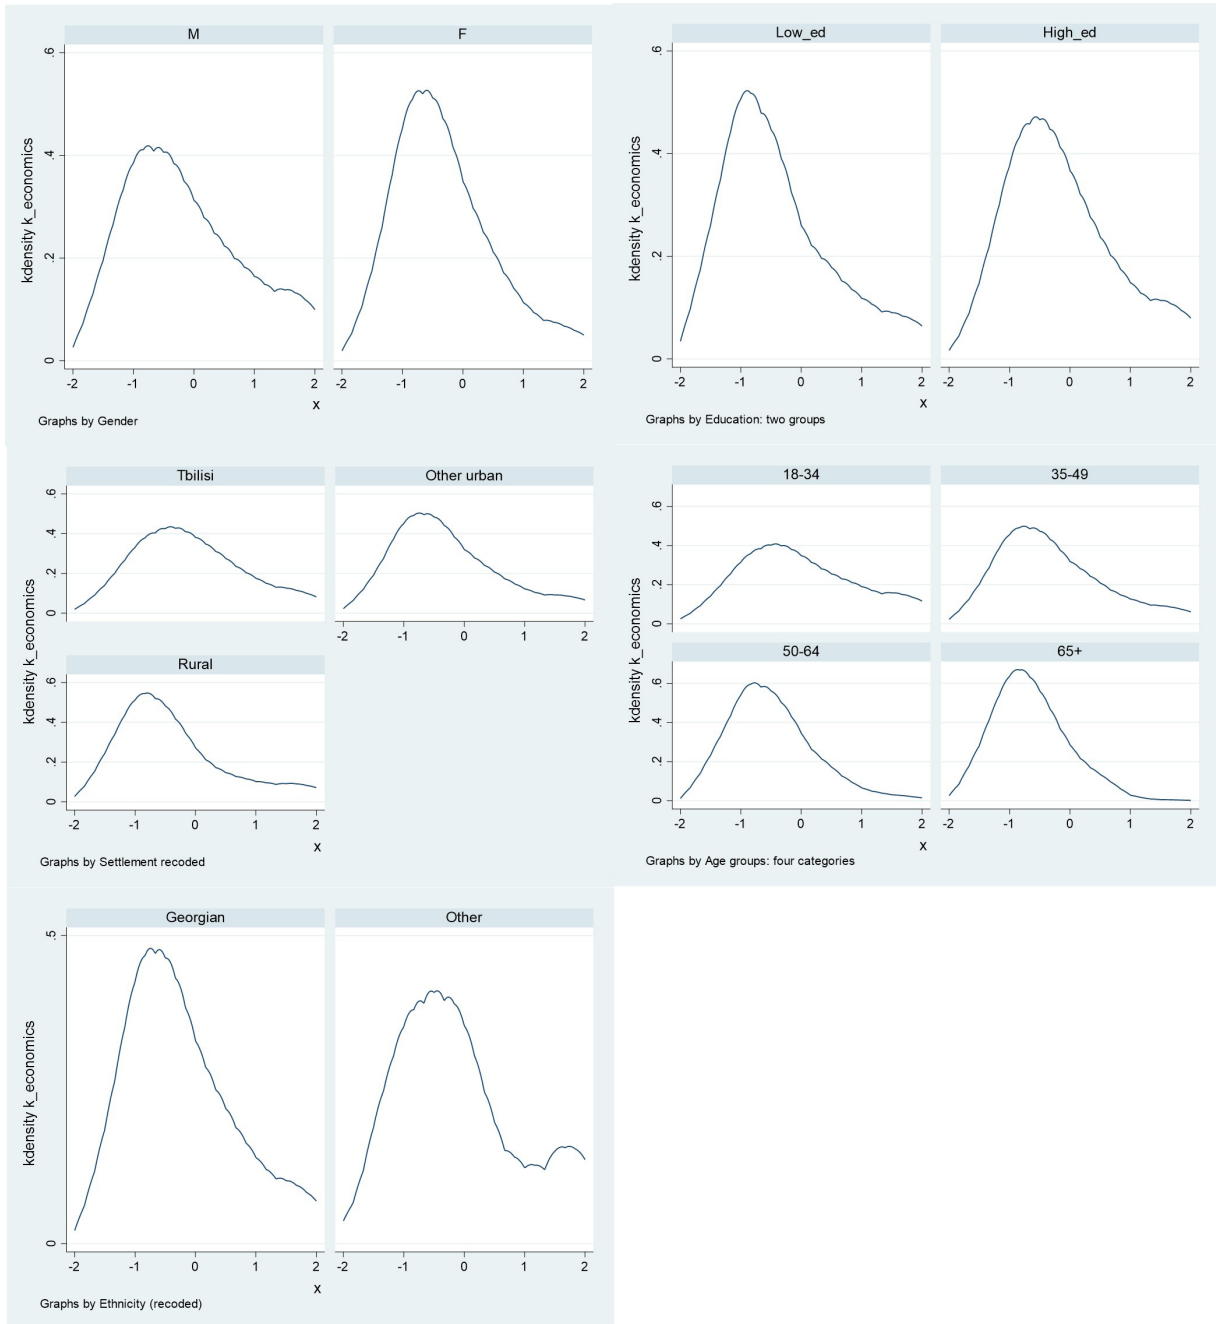 M F
.6
.4
.2
0
kdensity k_economics
-2 -1 0 1 2 -2 -1 0 1 2
x
Graphs by Gender
Low_ed High_ed
.6
.4
.2
0
kdensity k_economics
-2 -1 0 1 2 -2 -1 0 1 2
x
Graphs by Education: two groups
Tbilisi Other urban
.6
.4
.2
0
-2 -1 0 1 2
kdensity k_economics
Rural
.6
.4
.2
0
-2 -1 0 1 2
x
Graphs by Settlement recoded
18-34 35-49
.6
.4
.2
0
kdensity k_economics
50-64 65+
.6
.4
.2
0
-2 -1 0 1 2 -2 -1 0 1 2
x
Graphs by Age groups: four categories
Georgian Other
.5
0
kdensity k_economics
-2 -1 0 1 2 -2 -1 0 1 2
x
Graphs by Ethnicity (recoded)